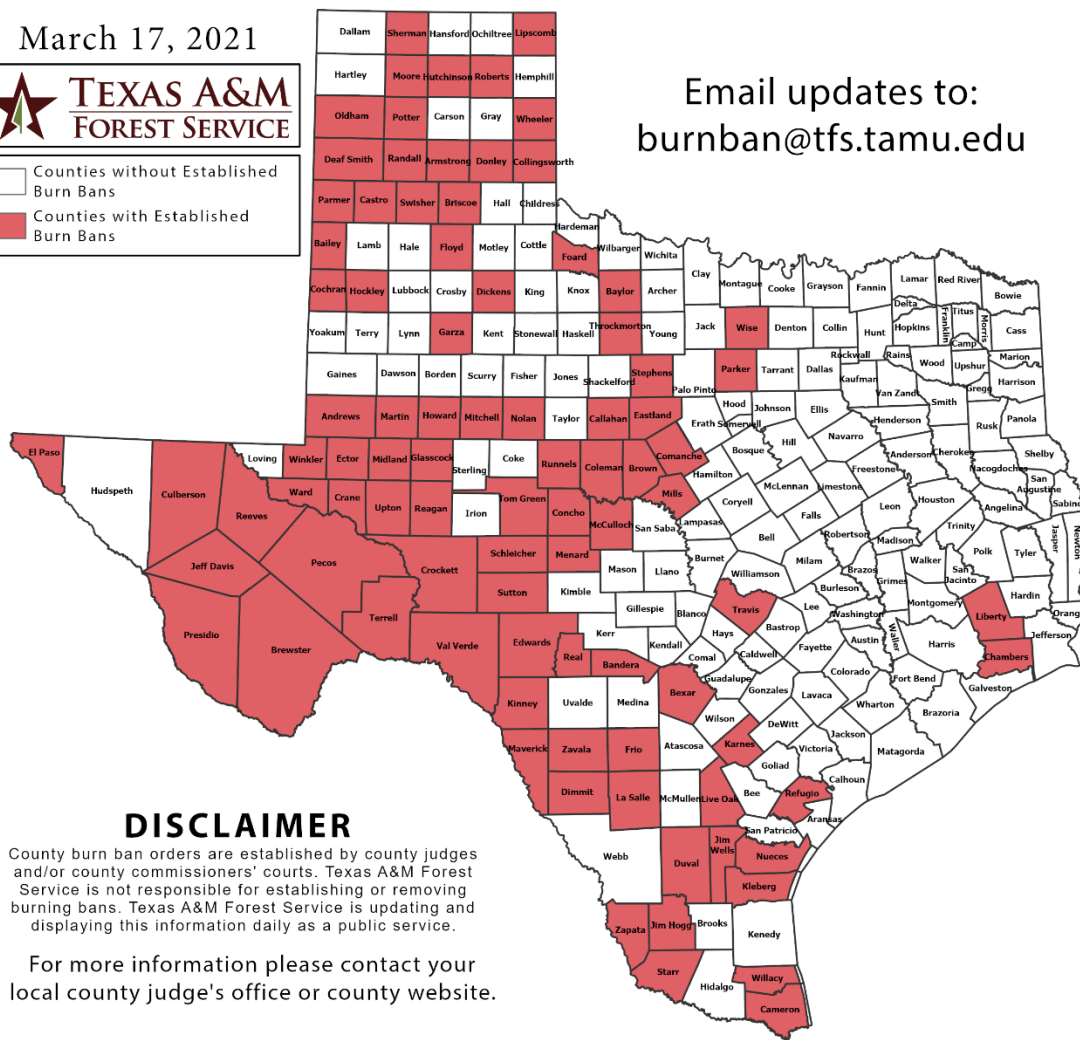 March 17, 2021
TEXAS A&M
FOREST SERVICE
Counties without Established
Burn Bans
Counties with Established
Burn Bans
Email updates to:
burnban@tfs.tamu.edu
Dallam Sherman Hansford Ochiltree Lipscomb
Hartley Moore Hutchinson Roberts Hemphill
Oldham Potter Carson Gray Wheeler
Deaf Smith Randall Armstrong Donley Collingsworth
Parmer Castro Swisher Briscoe Hall Childress
Hardeman
Bailey Lamb Hale Floyd Motley Cottle Foard Wilbarger Wichita
Clay Montague Cooke Grayson Fannin Lamar Red River Bowie
Cochran Hockley Lubbock Crosby Dickens King Knox Baylor Archer
Delta Titus Franklin Morris
Yoakum Terry Lynn Garza Kent Stonewall Haskell Throckmorton Young Jack Wise Denton Collin Hunt Hopkins Camp Cass
Rockwall Rains Wood Upshur Marion
Gaines Dawson Borden Scurry Fisher Jones Shackelford Stephens Palo Pinto Parker Tarrant Dallas Kaufman Van Zandt Gregg Harrison
Andrews Martin Howard Mitchell Nolan Taylor Callahan Eastland Erath Hood Somervell Johnson Ellis Henderson Smith Rusk Panola
El Paso Hudspeth Culberson Loving Winkler Ector Midland Glasscock Sterling Coke Runnels Coleman Brown Comanche Hamilton Bosque Hill Navarro Anderson Cherokee Nacogdoches Shelby
San
Augustine Sabine
Reeves Ward Crane Upton Reagan Irion Tom Green Concho McCulloch Mills San Saba Lampasas Coryell McLennan Limestone Freestone Leon Houston Angelina
Jeff Davis Pecos Crockett Schleicher Menard Mason Llano Burnet Bell Falls Robertson Madison Trinity Polk Tyler Jasper Newton
Presidio Brewster Terrell Sutton Kimble Gillespie Blanco Williamson Milam Brazos Burleson Grimes Walker
San
Jacinto Hardin
Val Verde Edwards Real Kerr Bandera Kendall Comal Hays Travis Bastrop Lee Washington Montgomery Liberty Orang
Kinney Uvalde Medina Bexar Guadalupe Caldwell Fayette Austin Waller Harris Chambers Jefferson
Maverick Zavala Frio Atascosa Wilson Karnes Gonzales Lavaca Colorado Wharton Fort Bend Brazoria Galveston
Dimmit La Salle McMullen Live Oak Bee Goliad DeWitt Victoria Jackson Calhoun Matagorda
Refugio Aransas San Patricio
Webb Duval
Jim
Wells Nueces
Kleberg
Zapata Jim Hogg Brooks Kenedy
Starr Hidalgo Willacy
Cameron
DISCLAIMER
County burn ban orders are established by county judges
and/or county commissioners' courts. Texas A&M Forest
Service is not responsible for establishing or removing
burning bans. Texas A&M Forest Service is updating and
displaying this information daily as a public service.
For more information please contact your
local county judge's office or county website.